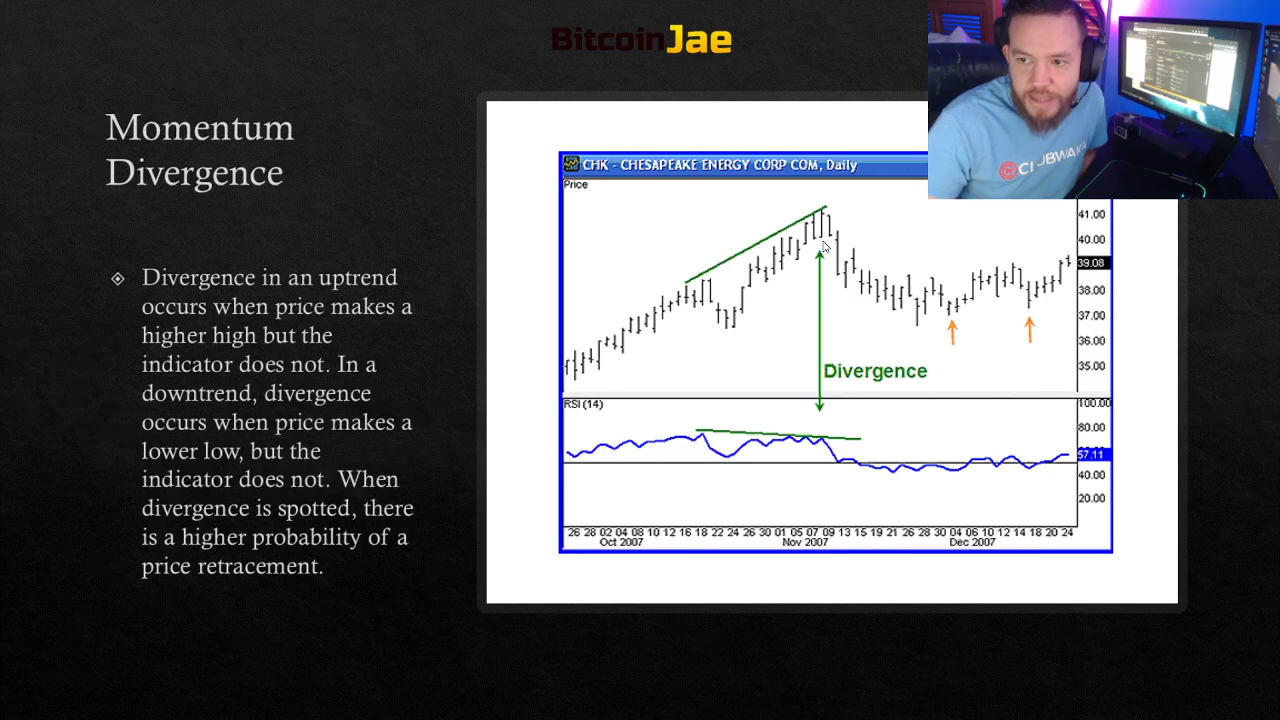 BitcoinJae
Momentum
Divergence
Divergence in an uptrend
occurs when price makes a
higher high but the
indicator does not. In a
downtrend, divergence
occurs when price makes a
lower low, but the
indicator does not. When
divergence is spotted, there
is a higher probability of a
price retracement.
CHK - CHESAPEAKE ENERGY CORP COM, Daily
Price
41.00
40.00
39.08
38.00
37.00
36.00
35.00
Divergence
RSI (14)
100.00
80.00
57.11
40.00
20.00
26 28 02 04 08 10 12 16 18 22 24 26 30 01 05 07 09 13 15 19 21 23 28 30 04 06 10 12 14 18 20 24
Oct 2007 Nov 2007 Dec 2007